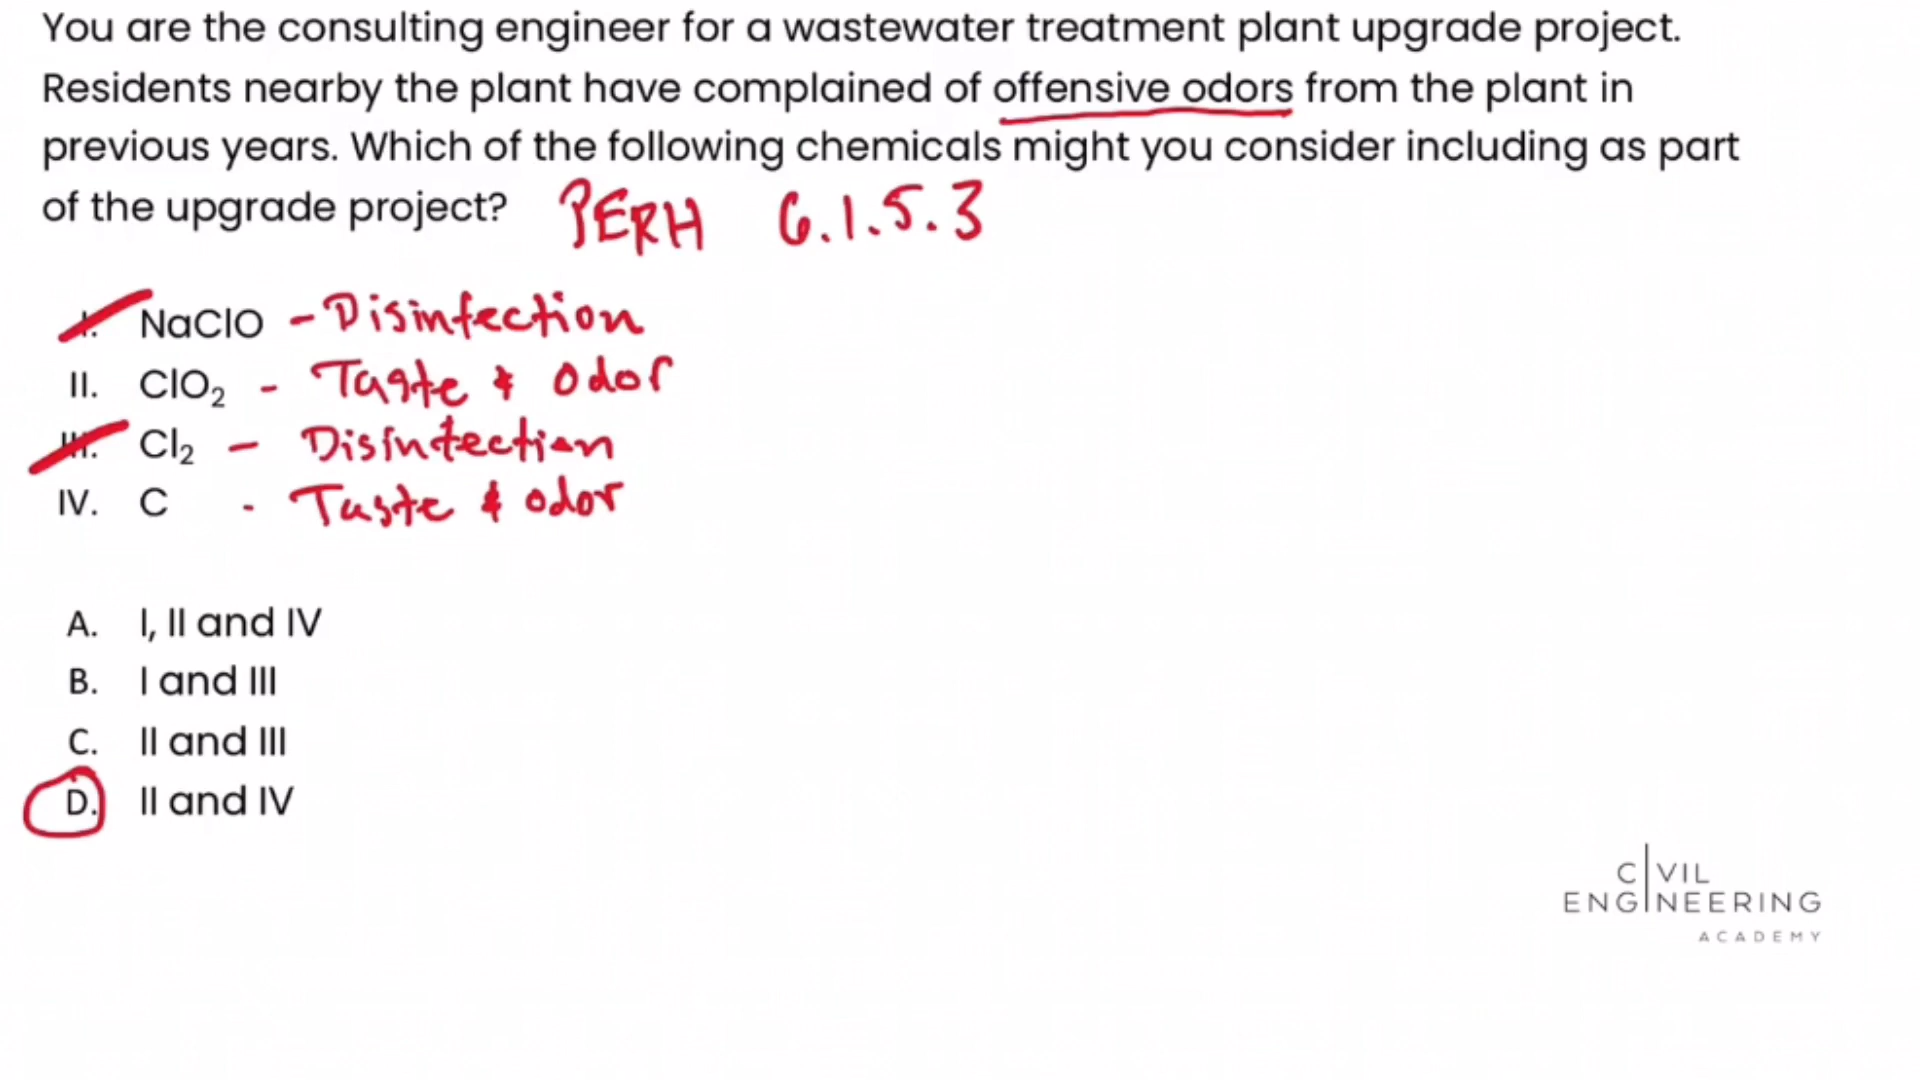 You are the consulting engineer for a wastewater treatment plant upgrade project.
Residents nearby the plant have complained of offensive odors from the plant in
previous years. Which of the following chemicals might you consider including as part
of the upgrade project? PERH 6.1.5.3
I. NaClO - Disinfection
II. ClO₂ - Taste & Odor
III. Cl₂ - Disinfection
IV. C - Taste & odor
A. I, II and IV
B. I and III
C. II and III
D. II and IV
CIVIL
ENGINEERING
ACADEMY